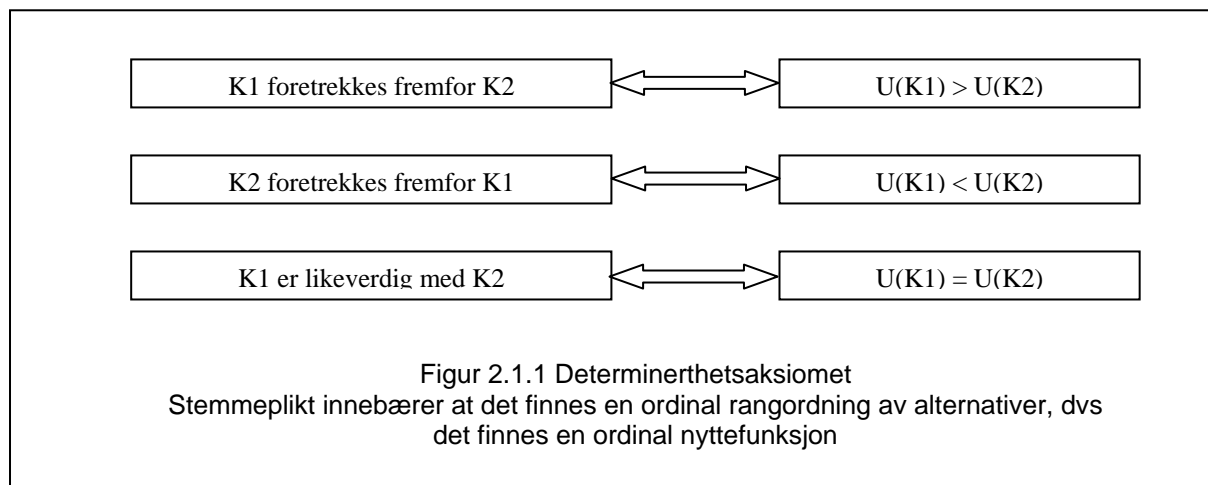 K1 foretrekkes fremfor K2
U(K1) > U(K2)
K2 foretrekkes fremfor K1
U(K1) < U(K2)
K1 er likeverdig med K2
U(K1) = U(K2)
Figur 2.1.1 Determinerthetsaksiomet
Stemmeplikt innebærer at det finnes en ordinal rangordning av alternativer, dvs
det finnes en ordinal nyttefunksjon